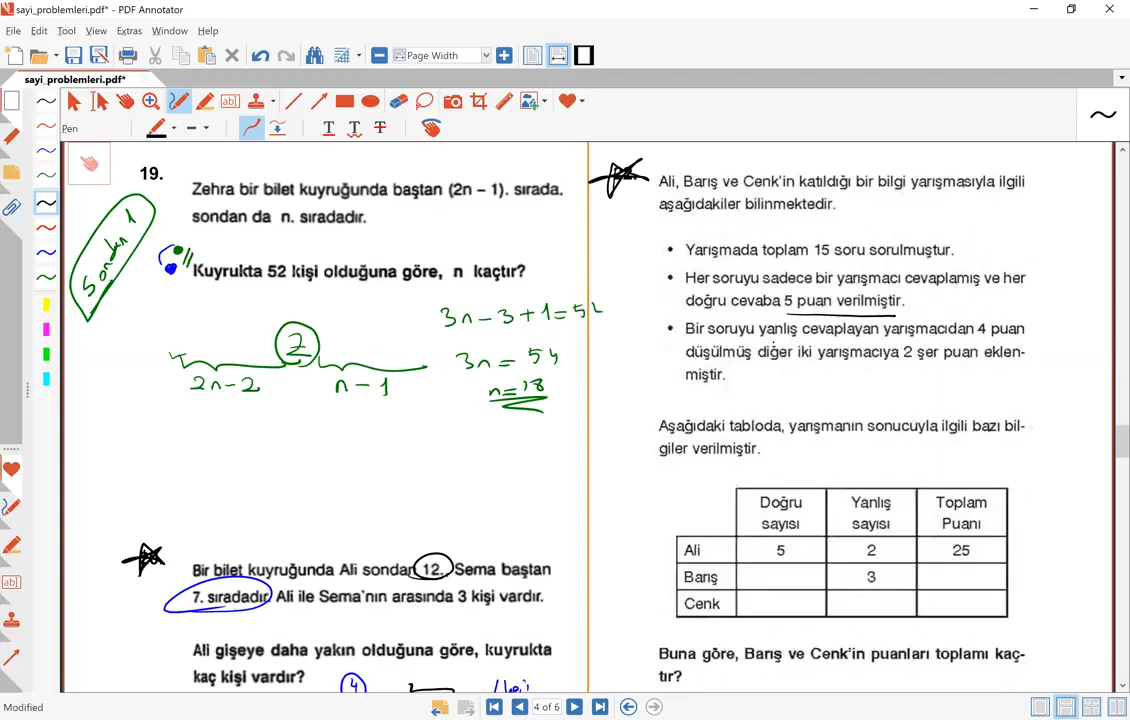 sayi_problemleri.pdf* - PDF Annotator
File Edit Tool View Extras Window Help
Page Width
sayi_problemleri.pdf*
Pen
19.
Zehra bir bilet kuyruğunda baştan (2n – 1). sırada,
sondan da n. sıradadır.
Kuyrukta 52 kişi olduğuna göre, n kaçtır?
Sondan 1
Z
2n-2
n-1
3n-3+1=52
3n=54
n=18
Bir bilet kuyruğunda Ali sondan 12. Sema baştan
7. sıradadır. Ali ile Sema'nın arasında 3 kişi vardır.
Ali gişeye daha yakın olduğuna göre, kuyrukta
kaç kişi vardır?
4
Ali, Barış ve Cenk'in katıldığı bir bilgi yarışmasıyla ilgili
aşağıdakiler bilinmektedir.
• Yarışmada toplam 15 soru sorulmuştur.
• Her soruyu sadece bir yarışmacı cevaplamış ve her
doğru cevaba 5 puan verilmiştir.
• Bir soruyu yanlış cevaplayan yarışmacıdan 4 puan
düşülmüş diğer iki yarışmacıya 2 şer puan eklen-
miştir.
Aşağıdaki tabloda, yarışmanın sonucuyla ilgili bazı bil-
giler verilmiştir.
Doğru sayısı Yanlış sayısı Toplam Puanı
Ali 5 2 25
Barış 3
Cenk
Buna göre, Barış ve Cenk'in puanları toplamı kaç-
tır?
Modified
4 of 6